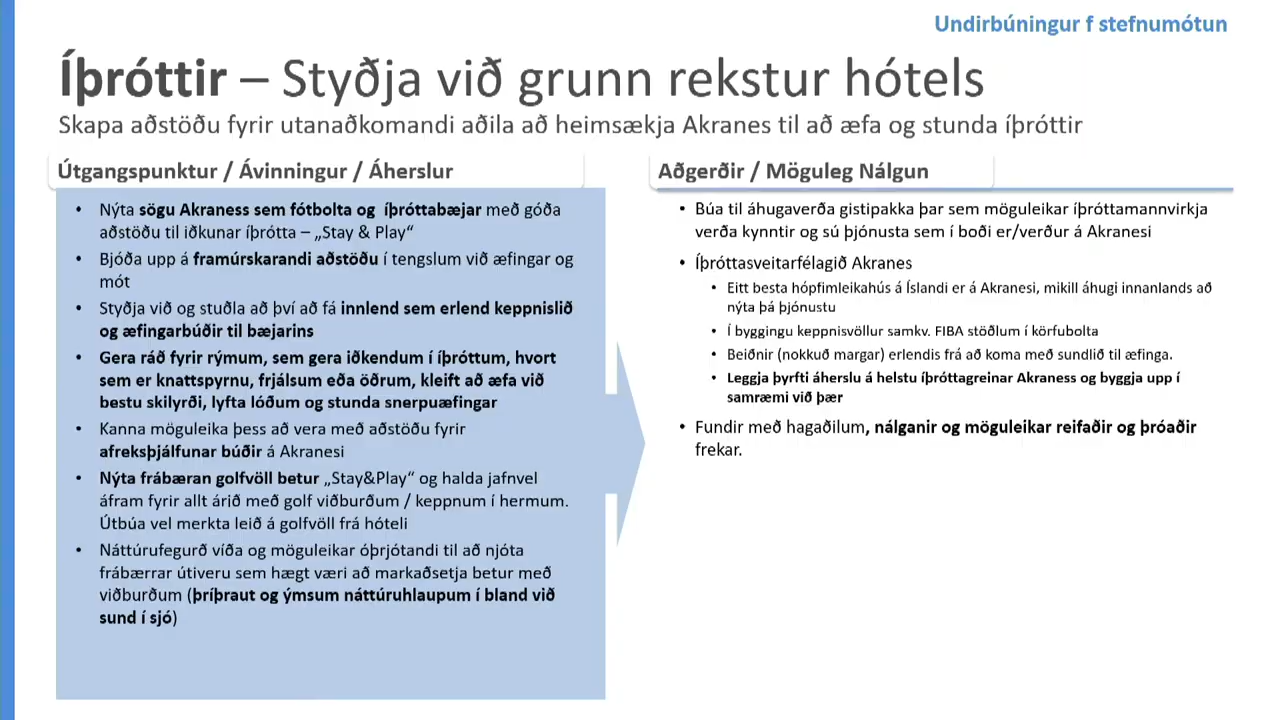 Undirbúningur f stefnumótun
Íþróttir – Styðja við grunn rekstur hótels
Skapa aðstöðu fyrir utanaðkomandi aðila að heimsækja Akranes til að æfa og stunda íþróttir
Útgangspunktur / Ávinningur / Áherslur
• Nýta sögu Akraness sem fótbolta og íþróttabæjar með góða
aðstöðu til iðkunar íþrótta – „Stay & Play“
• Bjóða upp á framúrskarandi aðstöðu í tengslum við æfingar og
mót
• Styðja við og stuðla að því að fá innlend sem erlend keppnislið
og æfingarbúðir til bæjarins
• Gera ráð fyrir rýmum, sem gera iðkendum í íþróttum, hvort
sem er knattspyrnu, frjálsum eða öðrum, kleift að æfa við
bestu skilyrði, lyfta lóðum og stunda snerpuæfingar
• Kanna möguleika þess að vera með aðstöðu fyrir
afreksþjálfunar búðir á Akranesi
• Nýta frábæran golfvöll betur „Stay&Play“ og halda jafnvel
áfram fyrir allt árið með golf viðburðum / keppnum í hermum.
Útbúa vel merkta leið á golfvöll frá hóteli
• Náttúrufegurð víða og möguleikar óþrjótandi til að njóta
frábærrar útiveru sem hægt væri að markaðsetja betur með
viðburðum (þríþraut og ýmsum náttúruhlaupum í bland við
sund í sjó)
Aðgerðir / Möguleg Nálgun
• Búa til áhugaverða gistipakka þar sem möguleikar íþróttamannvirkja
verða kynntir og sú þjónusta sem í boði er/verður á Akranesi
• Íþróttasveitarfélagið Akranes
• Eitt besta hópfimleikahús á Íslandi er á Akranesi, mikill áhugi innanlands að
nýta þá þjónustu
• Í byggingu keppnisvöllur samkv. FIBA stöðlum í körfubolta
• Beiðnir (nokkuð margar) erlendis frá að koma með sundlið til æfinga.
• Leggja þyrfti áherslu á helstu íþróttagreinar Akraness og byggja upp í
samræmi við þær
• Fundir með hagaðilum, nálganir og möguleikar reifaðir og þróaðir
frekar.